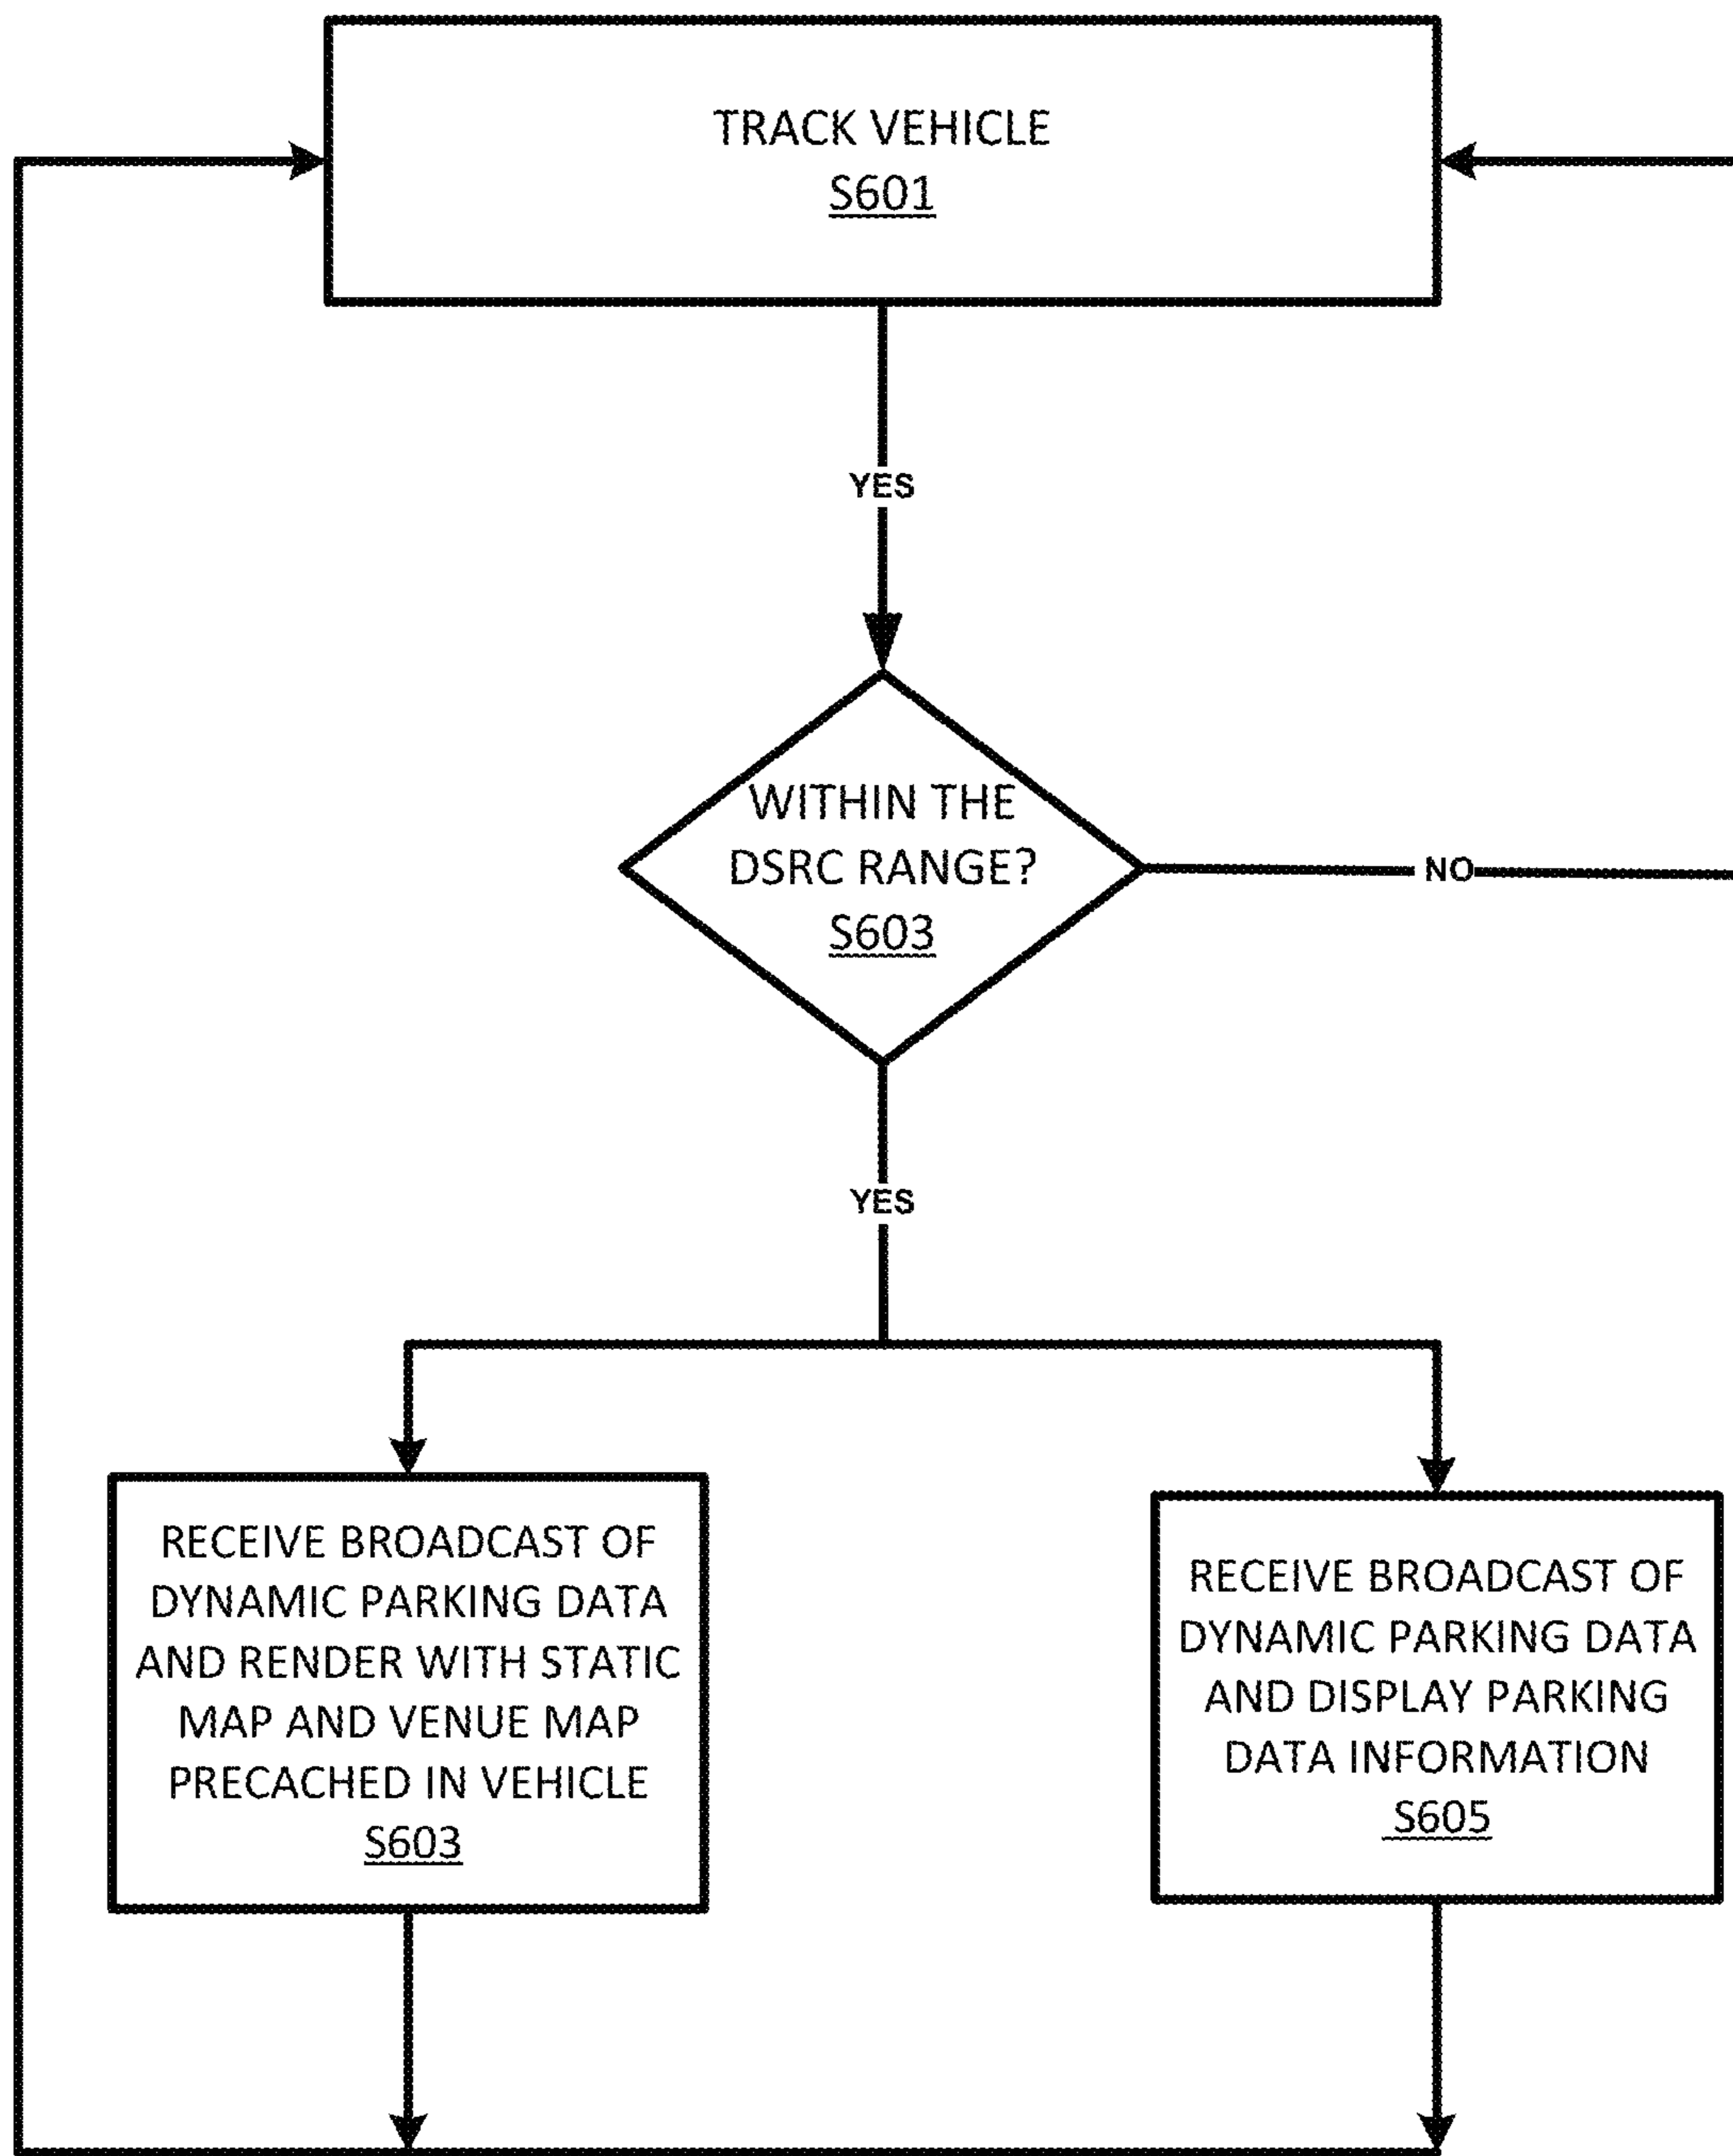 TRACK VEHICLE
S601
YES
WITHIN THE
DSRC RANGE?
S603
NO
YES
RECEIVE BROADCAST OF
DYNAMIC PARKING DATA
AND RENDER WITH STATIC
MAP AND VENUE MAP
PRECACHED IN VEHICLE
S603
RECEIVE BROADCAST OF
DYNAMIC PARKING DATA
AND DISPLAY PARKING
DATA INFORMATION
S605